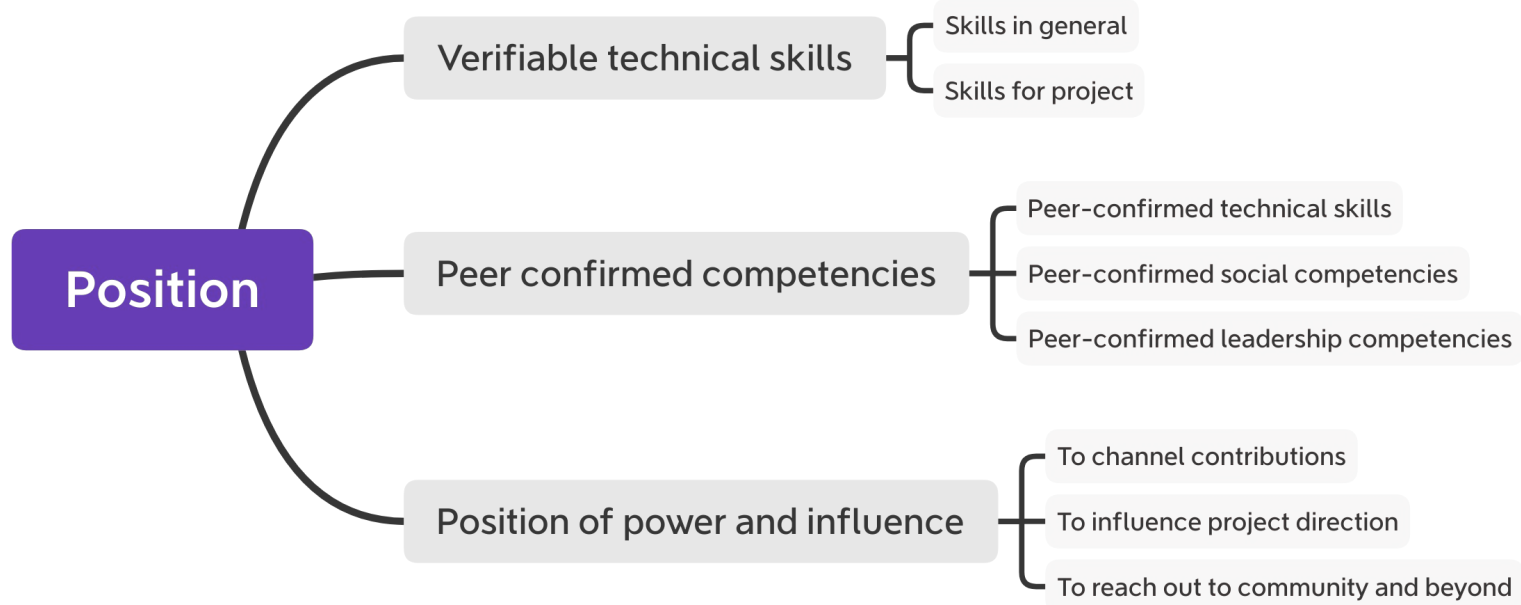 Position
Verifiable technical skills
Skills in general
Skills for project
Peer confirmed competencies
Peer-confirmed technical skills
Peer-confirmed social competencies
Peer-confirmed leadership competencies
Position of power and influence
To channel contributions
To influence project direction
To reach out to community and beyond